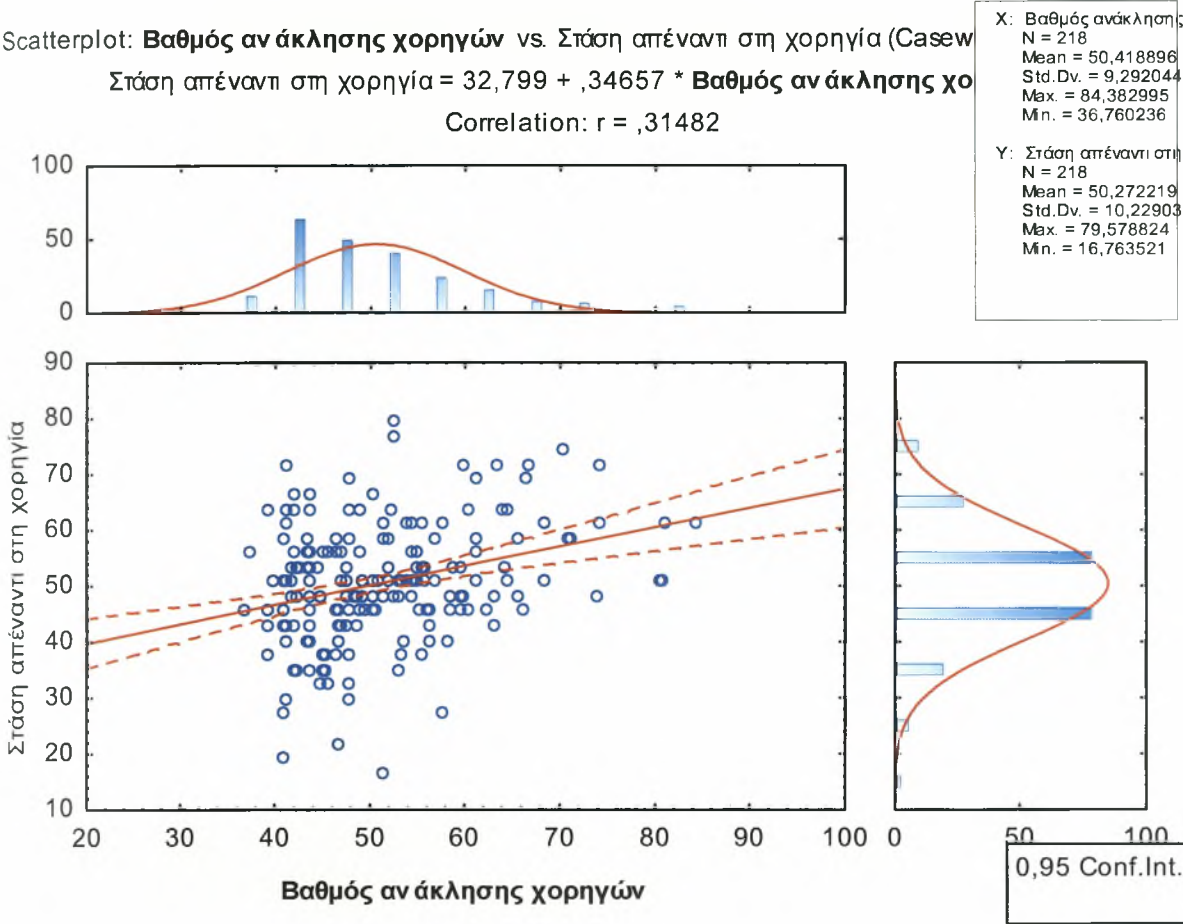 Scatterplot: Βαθμός ανάκλησης χορηγών vs. Στάση απέναντι στη χορηγία (Casew
Στάση απέναντι στη χορηγία = 32,799 + ,34657 * Βαθμός ανάκλησης χο
Correlation: r = ,31482
X: Βαθμός ανάκλησης
N = 218
Mean = 50,418896
Std.Dv. = 9,292044
Max. = 84,382995
Min. = 36,760236
Y: Στάση απέναντι στη
N = 218
Mean = 50,272219
Std.Dv. = 10,22903
Max. = 79,578824
Min. = 16,763521
100
50
0
90
80
70
60
50
40
30
20
10
Στάση απέναντι στη χορηγία
20 30 40 50 60 70 80 90 100
0 50 100
Βαθμός ανάκλησης χορηγών
0,95 Conf.Int.